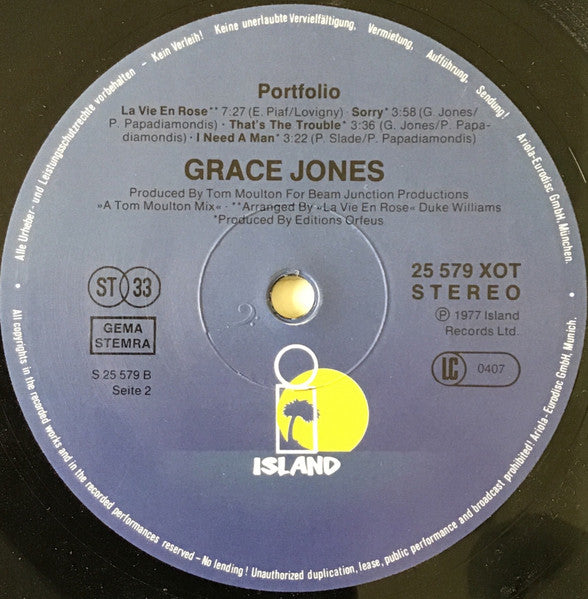 Alle Urheber- und Leistungsschutzrechte vorbehalten - Kein Verleih! - Keine unerlaubte Vervielfältigung, Vermietung, Aufführung, Sendung! Ariola-Eurodisc GmbH, München.
Portfolio
La Vie En Rose** 7:27 (E. Piaf/Lovigny) · Sorry* 3:58 (G. Jones/
P. Papadiamondis) · That's The Trouble* 3:36 (G. Jones/P. Papa-
diamondis) · I Need A Man* 3:22 (P. Slade/P. Papadiamondis)
GRACE JONES
Produced By Tom Moulton For Beam Junction Productions
»A Tom Moulton Mix« · **Arranged By »La Vie En Rose« Duke Williams
*Produced By Editions Orfeus
ST 33
GEMA
STEMRA
S 25 579 B
Seite 2
25 579 XOT
STEREO
℗ 1977 Island
Records Ltd.
LC 0407
ISLAND
All copyrights in the recorded works and in the recorded performances reserved – No lending! Unauthorized duplication, lease, public performance and broadcast prohibited! Ariola-Eurodisc GmbH, Munich.